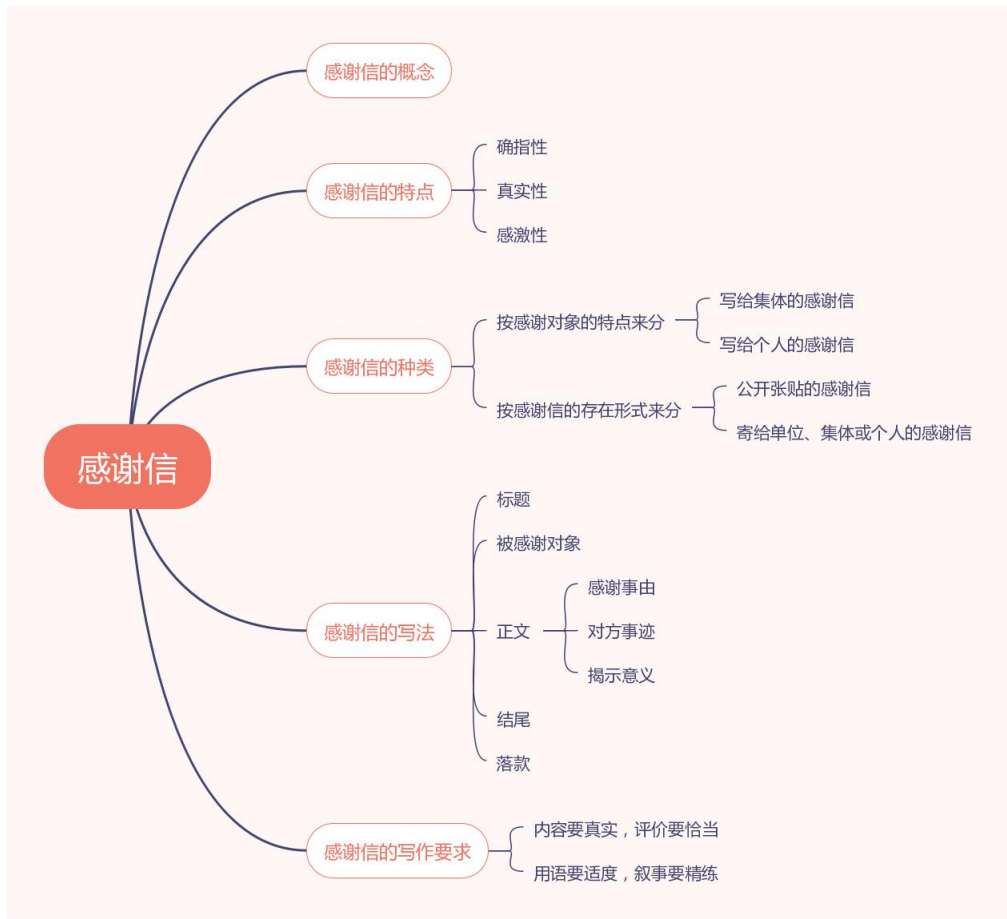 感谢信
感谢信的概念
感谢信的特点
确指性
真实性
感激性
感谢信的种类
按感谢对象的特点来分
写给集体的感谢信
写给个人的感谢信
按感谢信的存在形式来分
公开张贴的感谢信
寄给单位、集体或个人的感谢信
感谢信的写法
标题
被感谢对象
正文
感谢事由
对方事迹
揭示意义
结尾
落款
感谢信的写作要求
内容要真实，评价要恰当
用语要适度，叙事要精练